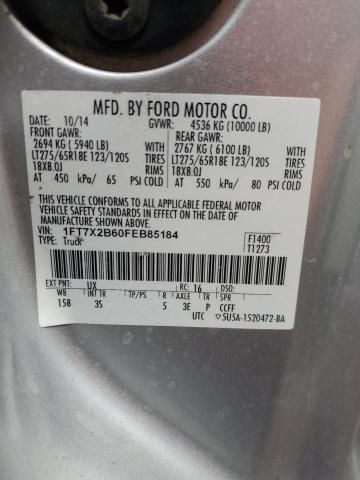 MFD. BY FORD MOTOR CO.
10/14 GVWR: 4536 KG (10000 LB)
FRONT GAWR: REAR GAWR:
2694 KG ( 5940 LB) WITH 2767 KG ( 6100 LB) WITH
LT275/65R18E 123/120S TIRES LT275/65R18E 123/120S TIRES
18X8.0J RIMS 18X8.0J RIMS
AT 450 kPa/ 65 PSI COLD AT 550 kPa/ 80 PSI COLD
THIS VEHICLE CONFORMS TO ALL APPLICABLE FEDERAL MOTOR
VEHICLE SAFETY STANDARDS IN EFFECT ON THE DATE OF
MANUFACTURE SHOWN ABOVE.
VIN: 1FT7X2B60FEB85184
TYPE: Truck
F1400
T1273
EXT PNT: UX RC: 16 DSO:
WB INT TR TP/PS R AXLE TR SPR
158 3S 5 3E P CCFF
UTC ▽5U5A-1520472-BA